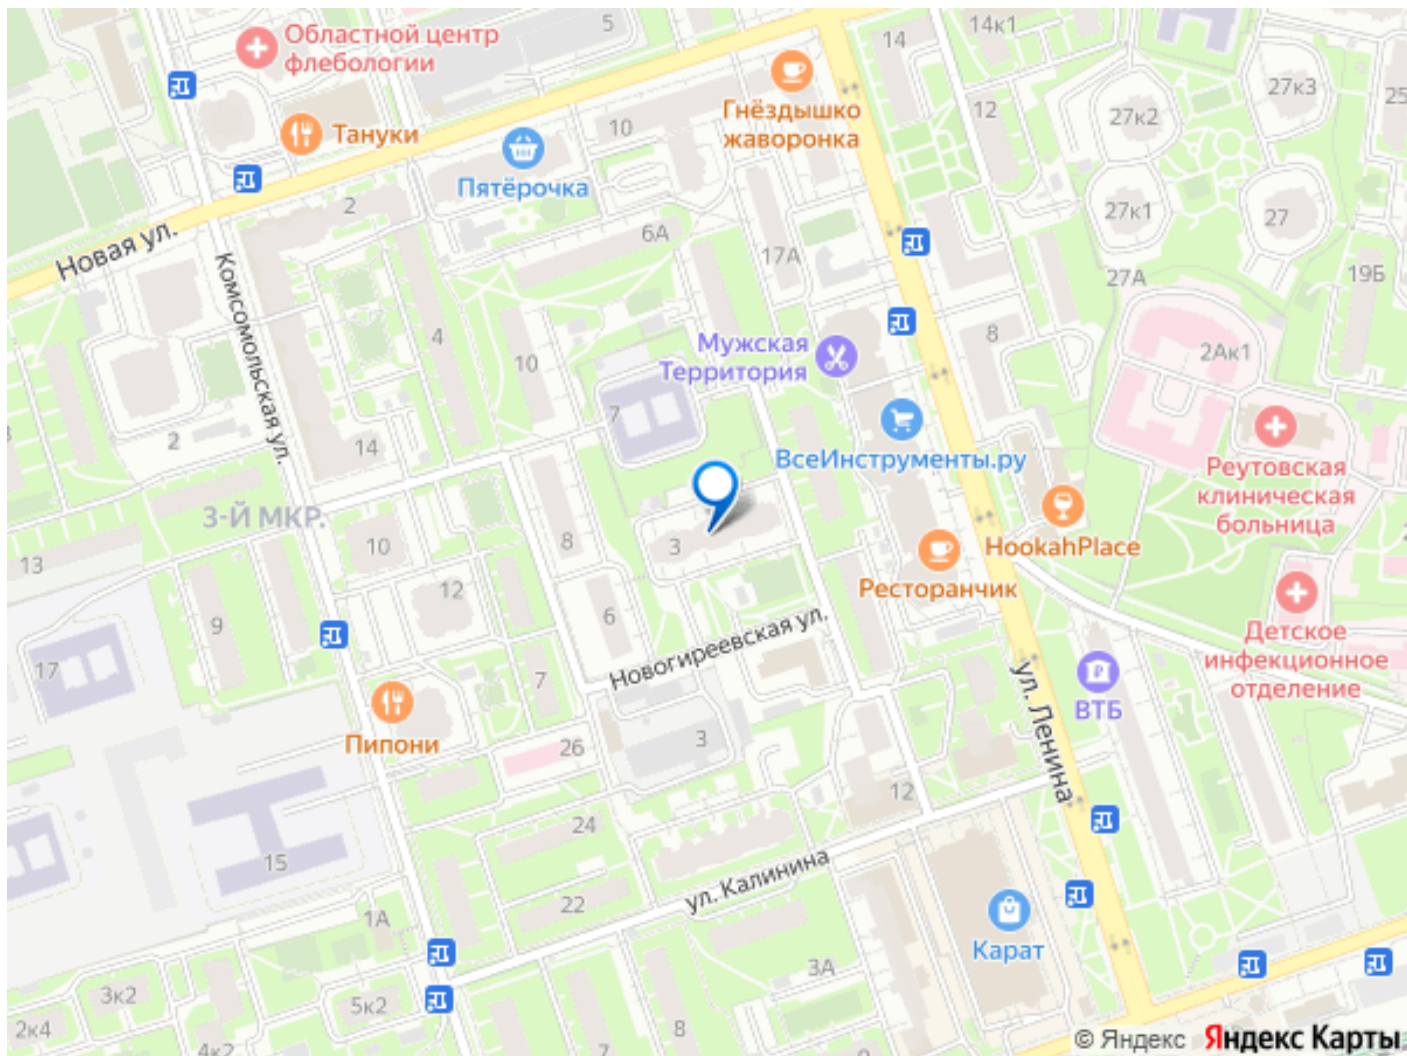 Областной центр
флебологии
5
14
14к1
Гнёздышко
жаворонка
27к3
25
12
27к2
Тануки
10
Пятёрочка
2
6А
27к1
27
Новая ул.
17А
27А
19Б
Комсомольская ул.
4
10
8
Мужская
Территория
2Ак1
7
2
14
ВсеИнструменты.ру
Реутовская
клиническая
больница
3-Й МКР.
10
8
3
HookahPlace
13
12
Ресторанчик
9
6
Новогиреевская ул.
Детское
инфекционное
отделение
17
7
ул. Ленина
ВТБ
Пипони
26
3
12
24
15
ул. Калинина
22
1А
Карат
3А
3к2
5к2
2к4
8
4к2
7
9
© Яндекс Яндекс Карты